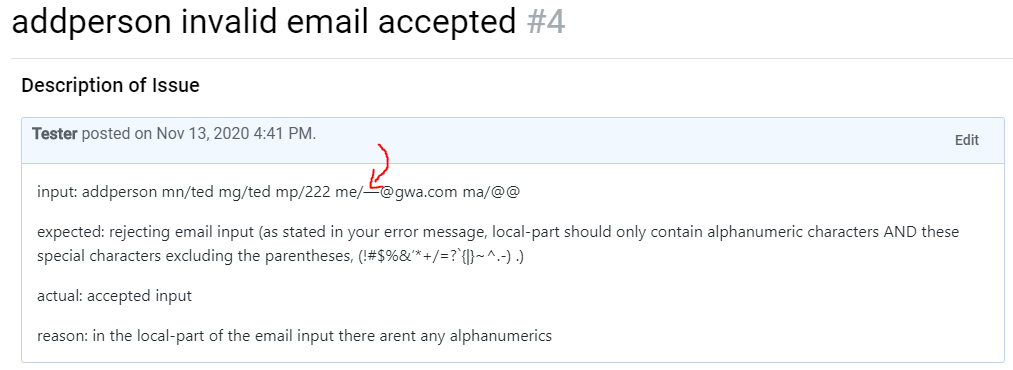 addperson invalid email accepted #4
Description of Issue
Tester posted on Nov 13, 2020 4:41 PM.
Edit
input: addperson mn/ted mg/ted mp/222 me/—@gwa.com ma/@@
expected: rejecting email input (as stated in your error message, local-part should only contain alphanumeric characters AND these
special characters excluding the parentheses, (!#$%&'*+/=?`{|}~^.-) .)
actual: accepted input
reason: in the local-part of the email input there arent any alphanumerics